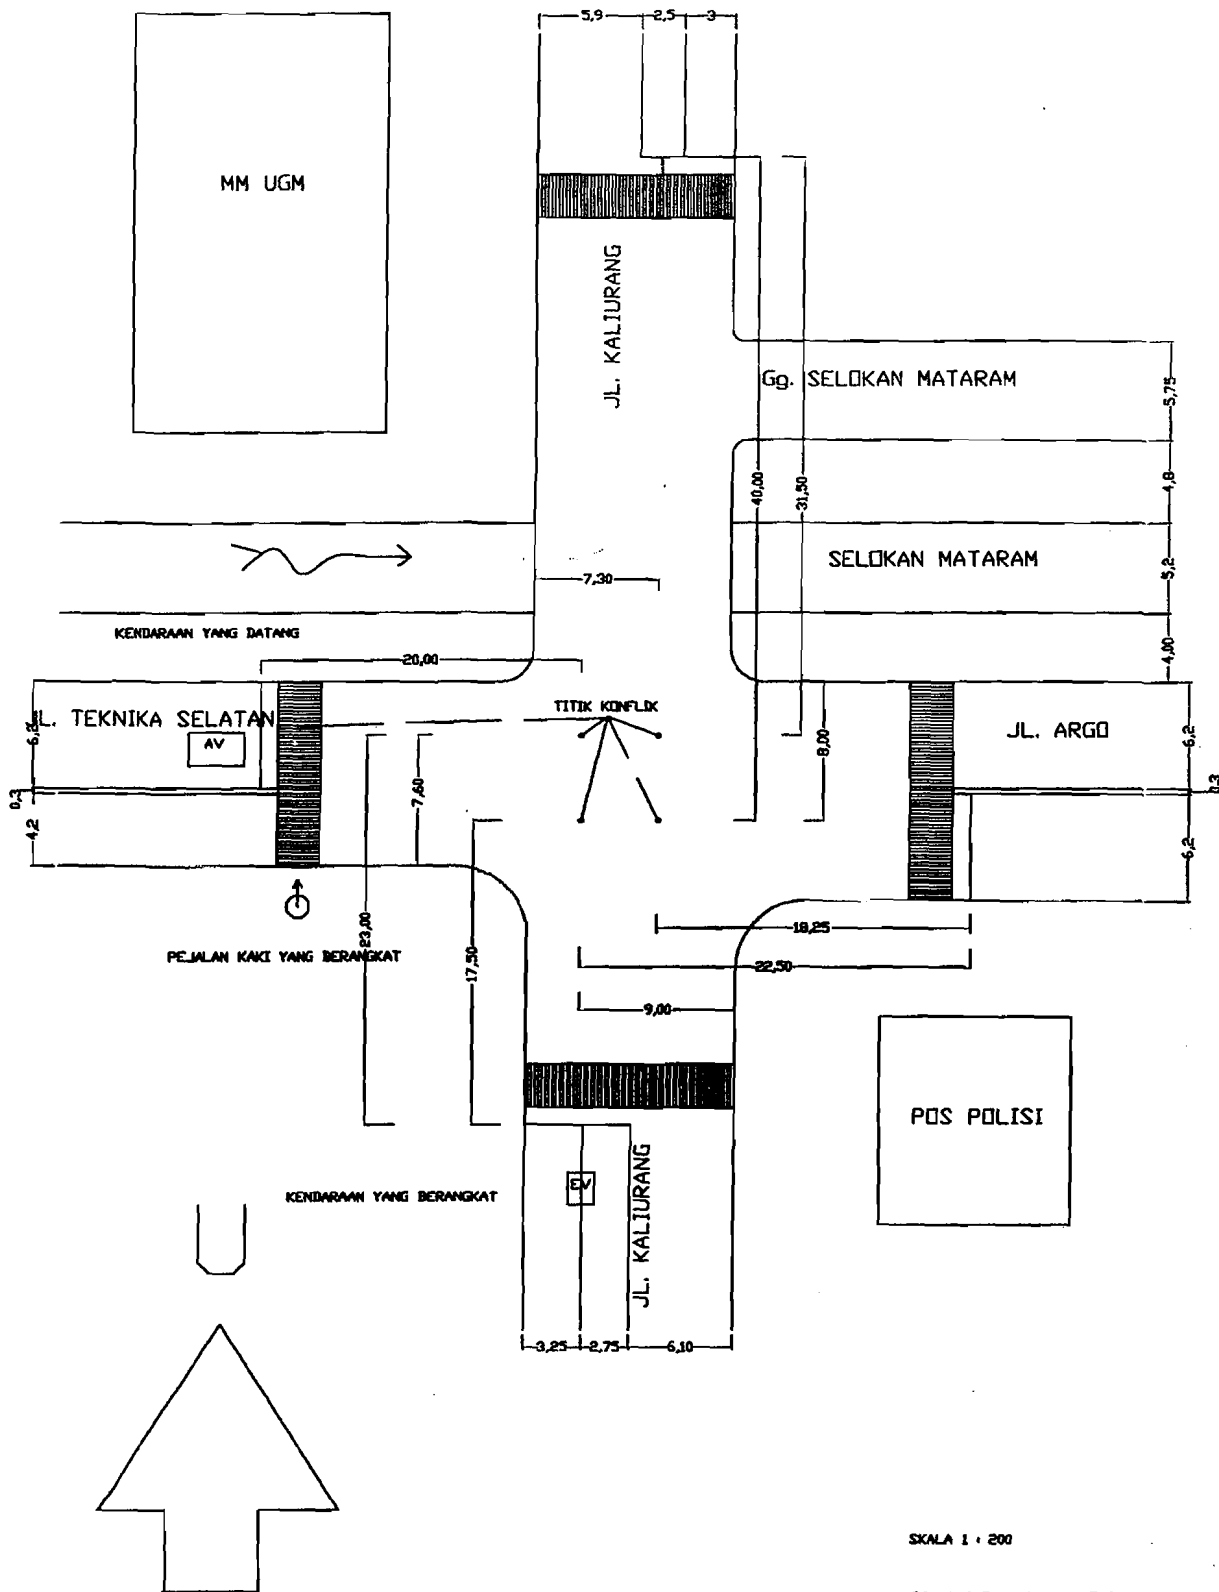 5,9
2,5
3
MM UGM
JL. KALIURANG
Gg. SELOKAN MATARAM
5,75
40,00
31,50
4,8
SELOKAN MATARAM
5,2
7,30
KENDARAAN YANG DATANG
20,00
4,00
JL. TEKNIKA SELATAN
TITIK KONFLIK
6,2
AV
JL. ARGO
6,2
8,00
7,60
0,3
0,3
4,2
6,2
23,00
17,50
18,25
PEJALAN KAKI YANG BERANGKAT
22,50
9,00
POS POLISI
JL. KALIURANG
EV
KENDARAAN YANG BERANGKAT
U
3,25
2,75
6,10
SKALA 1 : 200